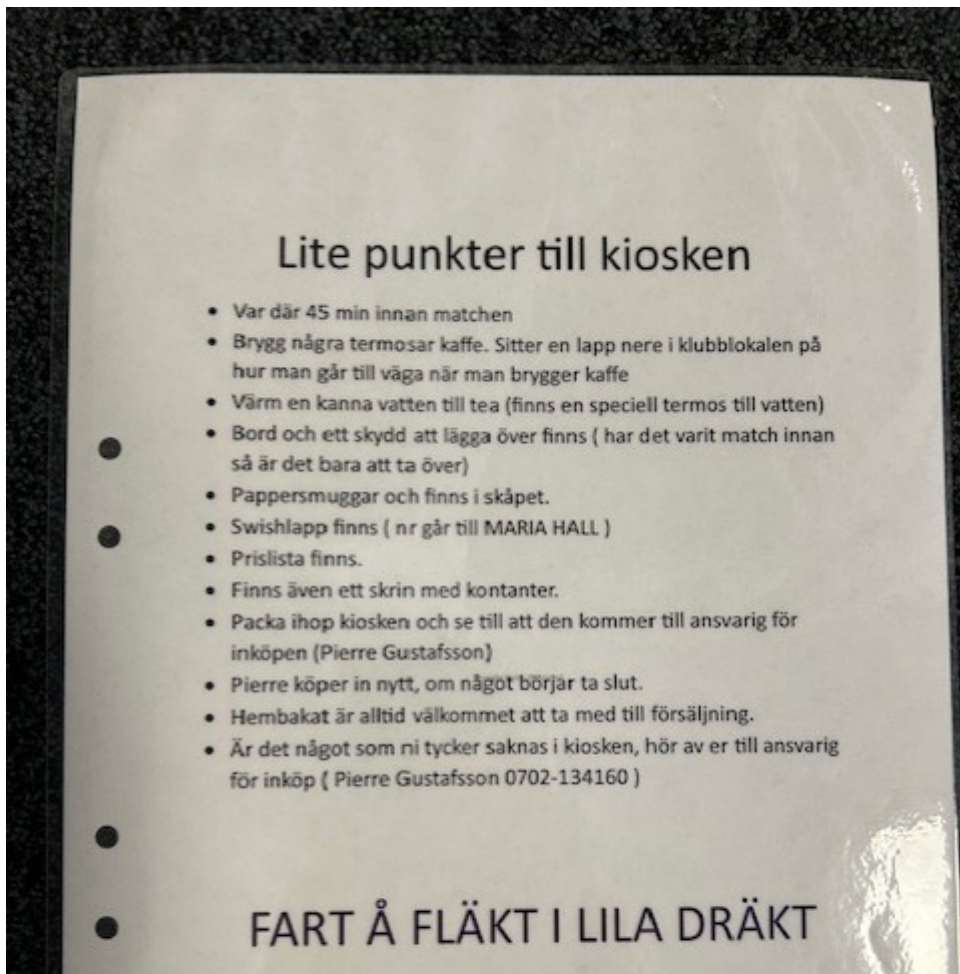 Lite punkter till kiosken
• Var där 45 min innan matchen
• Brygg några termosar kaffe. Sitter en lapp nere i klubblokalen på
hur man går till väga när man brygger kaffe
• Värm en kanna vatten till tea (finns en speciell termos till vatten)
• Bord och ett skydd att lägga över finns ( har det varit match innan
så är det bara att ta över)
• Pappersmuggar och finns i skåpet.
• Swishlapp finns ( nr går till MARIA HALL )
• Prislista finns.
• Finns även ett skrin med kontanter.
• Packa ihop kiosken och se till att den kommer till ansvarig för
inköpen (Pierre Gustafsson)
• Pierre köper in nytt, om något börjar ta slut.
• Hembakat är alltid välkommet att ta med till försäljning.
• Är det något som ni tycker saknas i kiosken, hör av er till ansvarig
för inköp ( Pierre Gustafsson 0702-134160 )
FART Å FLÄKT I LILA DRÄKT